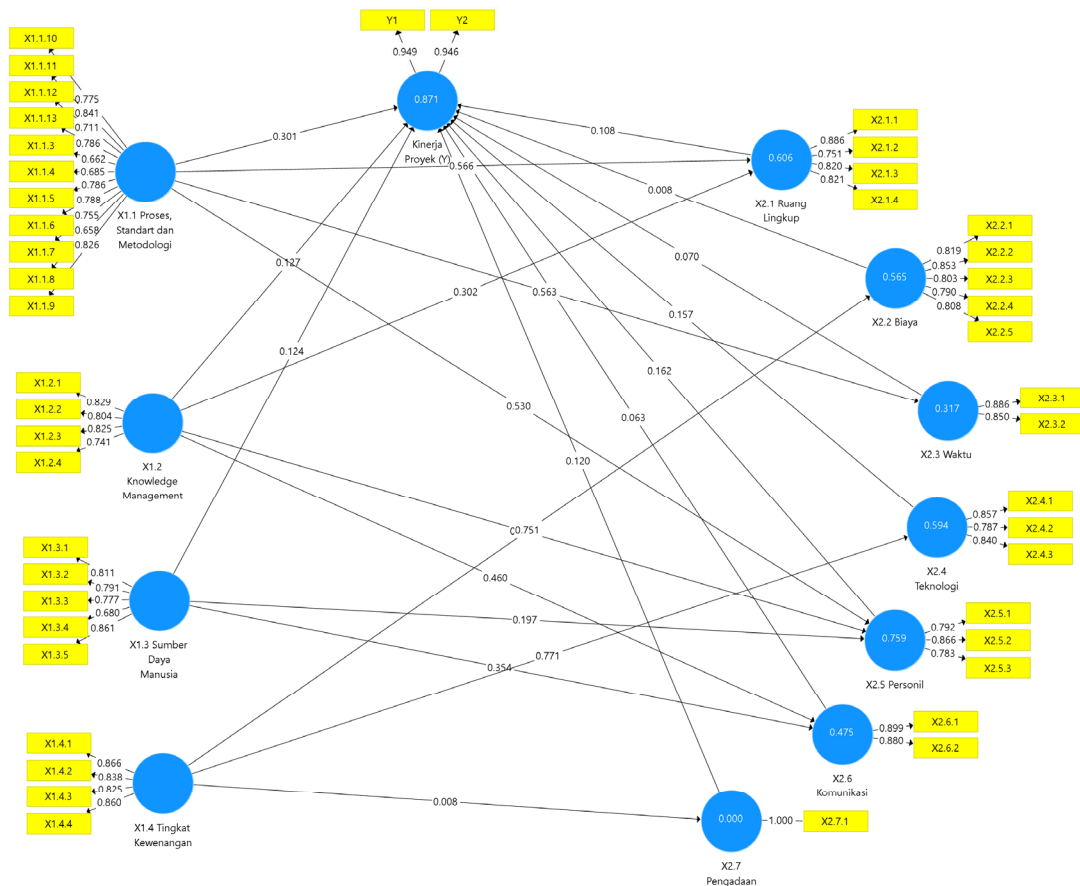 Y1
Y2
0.949
0.946
0.871
Kinerja
Proyek (Y)
X1.1.10
X1.1.11
X1.1.12
X1.1.13
X1.1.3
X1.1.4
X1.1.5
X1.1.6
X1.1.7
X1.1.8
X1.1.9
0.775
0.841
0.711
0.786
0.662
0.685
0.786
0.788
0.755
0.658
0.826
X1.1 Proses,
Standart dan
Metodologi
X1.2.1
X1.2.2
X1.2.3
X1.2.4
0.829
0.804
0.825
0.741
X1.2
Knowledge
Management
X1.3.1
X1.3.2
X1.3.3
X1.3.4
X1.3.5
0.811
0.791
0.777
0.680
0.861
X1.3 Sumber
Daya
Manusia
X1.4.1
X1.4.2
X1.4.3
X1.4.4
0.866
0.838
0.825
0.860
X1.4 Tingkat
Kewenangan
0.301
0.108
0.566
0.008
0.127
0.302
0.563
0.070
0.124
0.157
0.162
0.530
0.063
0.120
0.751
0.460
0.197
0.771
0.354
0.008
0.606
X2.1 Ruang
Lingkup
0.886
0.751
0.820
0.821
X2.1.1
X2.1.2
X2.1.3
X2.1.4
0.565
X2.2 Biaya
0.819
0.853
0.803
0.790
0.808
X2.2.1
X2.2.2
X2.2.3
X2.2.4
X2.2.5
0.317
X2.3 Waktu
0.886
0.850
X2.3.1
X2.3.2
0.594
X2.4
Teknologi
0.857
0.787
0.840
X2.4.1
X2.4.2
X2.4.3
0.759
X2.5 Personil
0.792
0.866
0.783
X2.5.1
X2.5.2
X2.5.3
0.475
X2.6
Komunikasi
0.899
0.880
X2.6.1
X2.6.2
0.000
X2.7
Pengadaan
1.000
X2.7.1